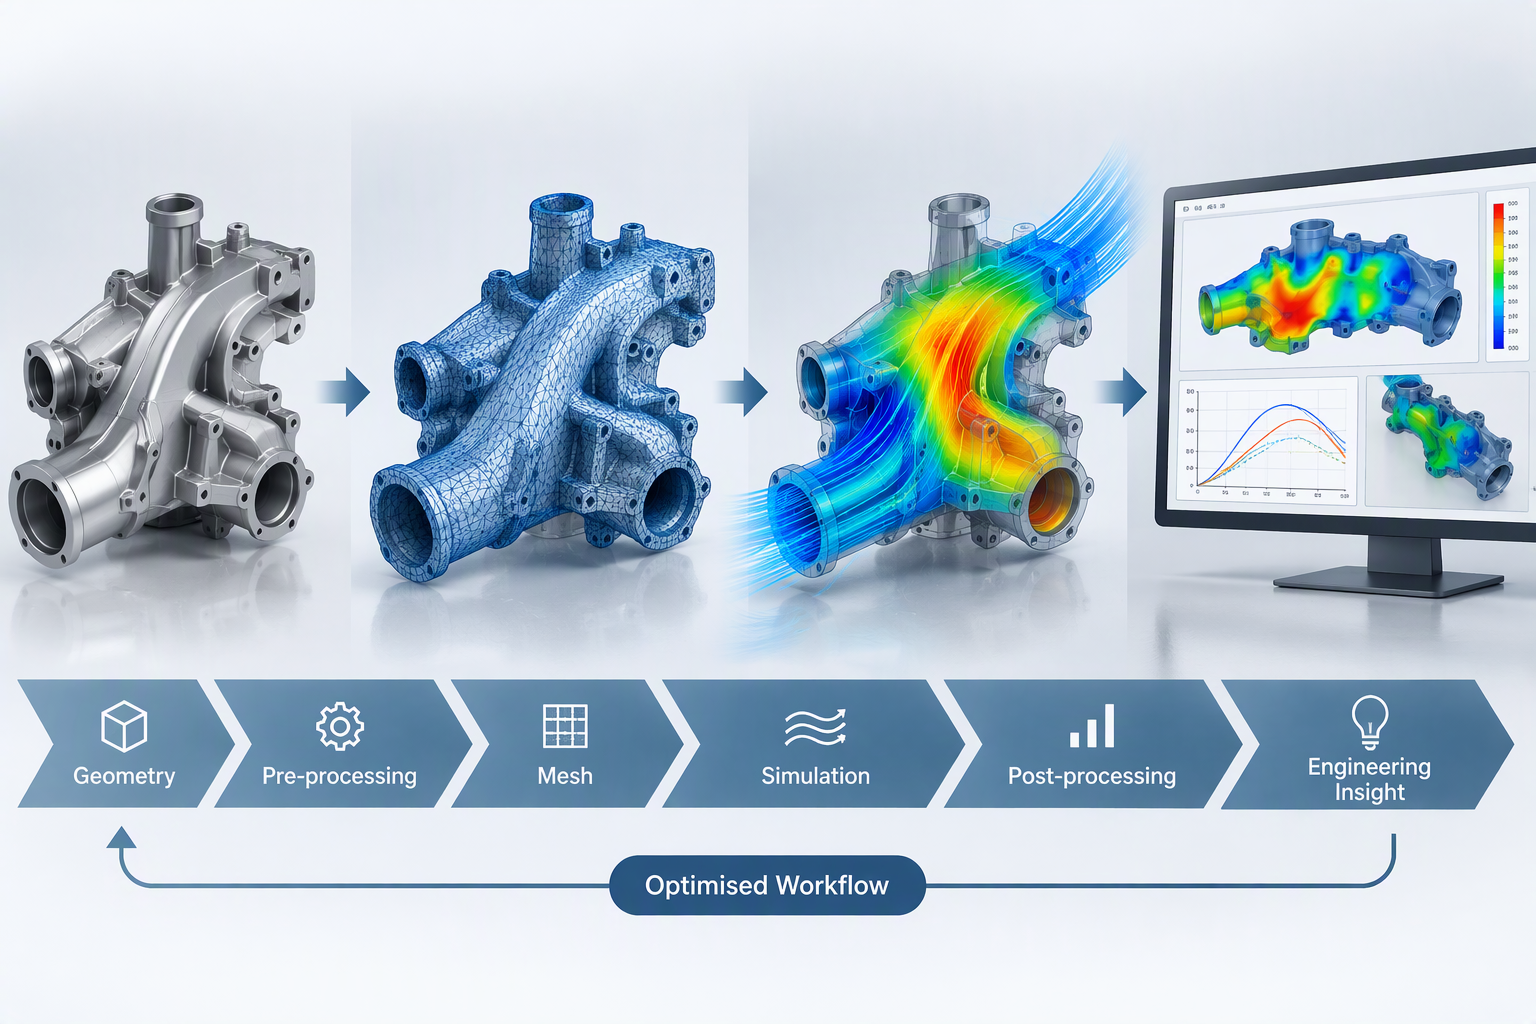 Geometry
Pre-processing
Mesh
Simulation
Post-processing
Engineering
Insight
Optimised Workflow